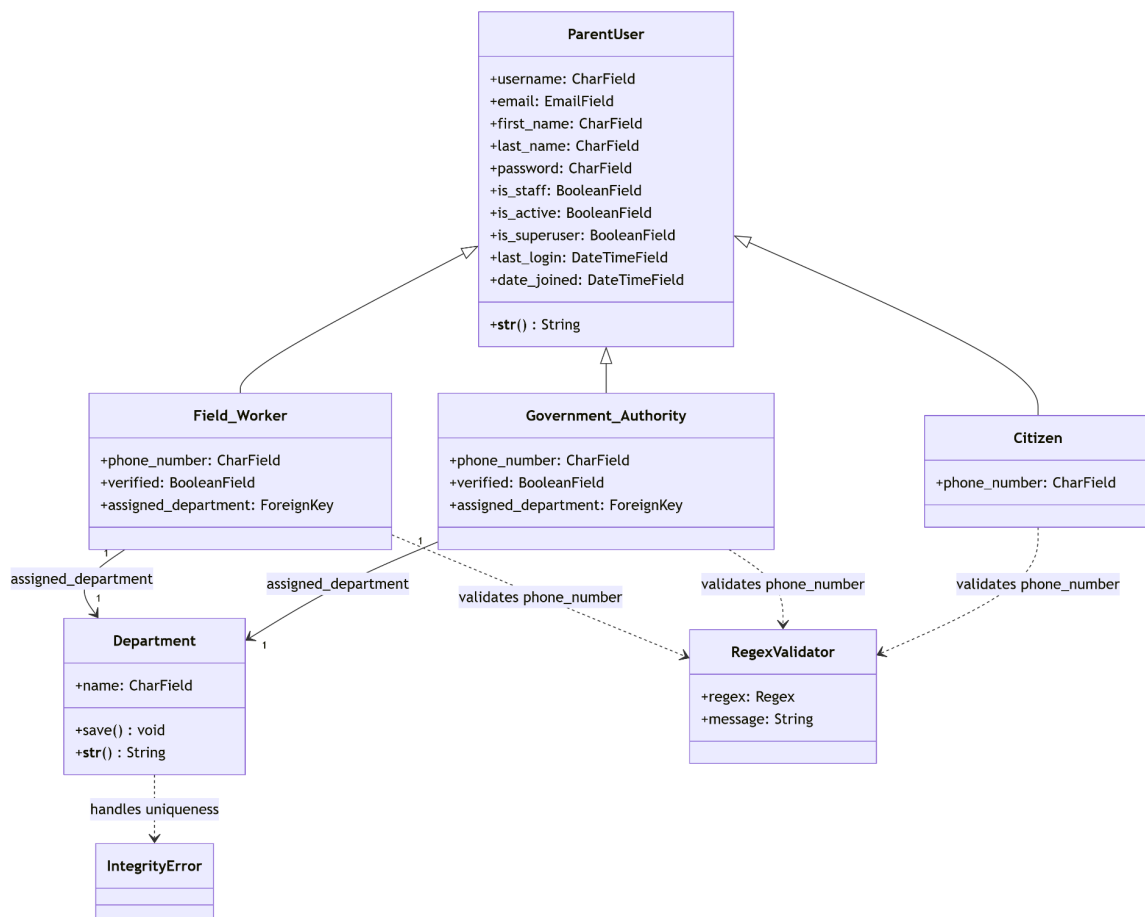 ParentUser
+username: CharField
+email: EmailField
+first_name: CharField
+last_name: CharField
+password: CharField
+is_staff: BooleanField
+is_active: BooleanField
+is_superuser: BooleanField
+last_login: DateTimeField
+date_joined: DateTimeField
+str() : String
Field_Worker
+phone_number: CharField
+verified: BooleanField
+assigned_department: ForeignKey
Government_Authority
+phone_number: CharField
+verified: BooleanField
+assigned_department: ForeignKey
Citizen
+phone_number: CharField
1
assigned_department
1
1
assigned_department
1
validates phone_number
validates phone_number
validates phone_number
Department
+name: CharField
+save() : void
+str() : String
RegexValidator
+regex: Regex
+message: String
handles uniqueness
IntegrityError